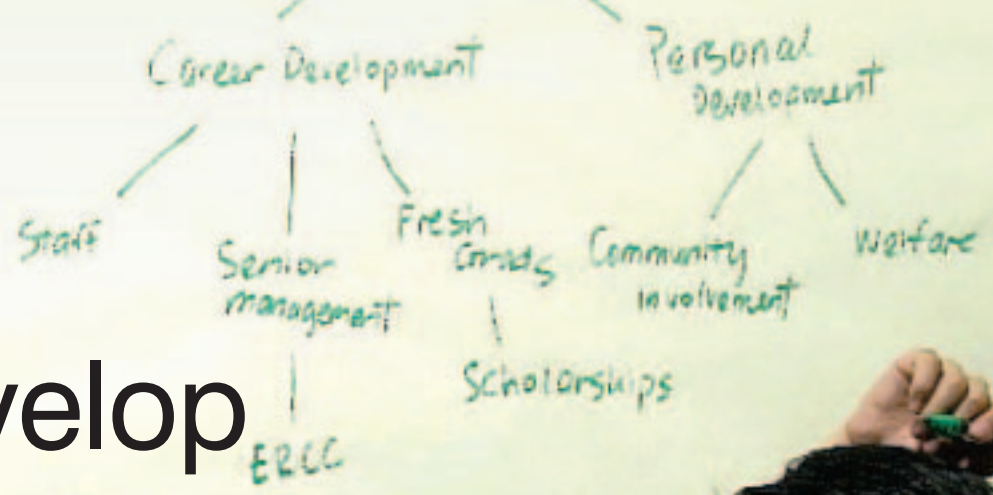 Career Development
Personal
Development
Staff
Senior
management
Fresh
Grads
Community
involvement
Welfare
Scholarships
velop
ERCC